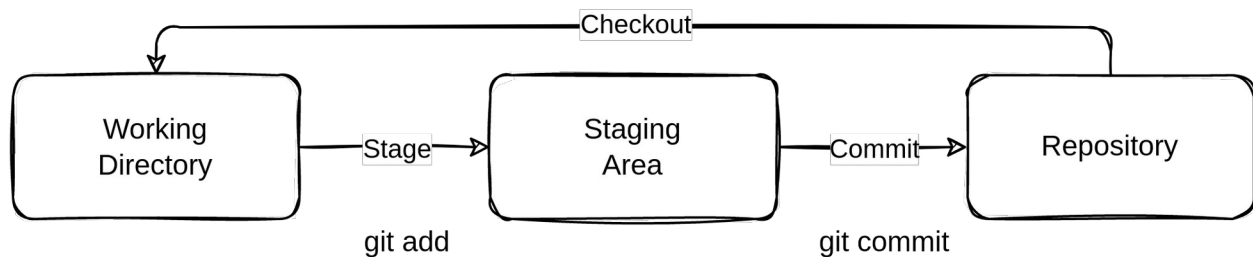 Checkout
Working
Directory
Stage
Staging
Area
Commit
Repository
git add
git commit